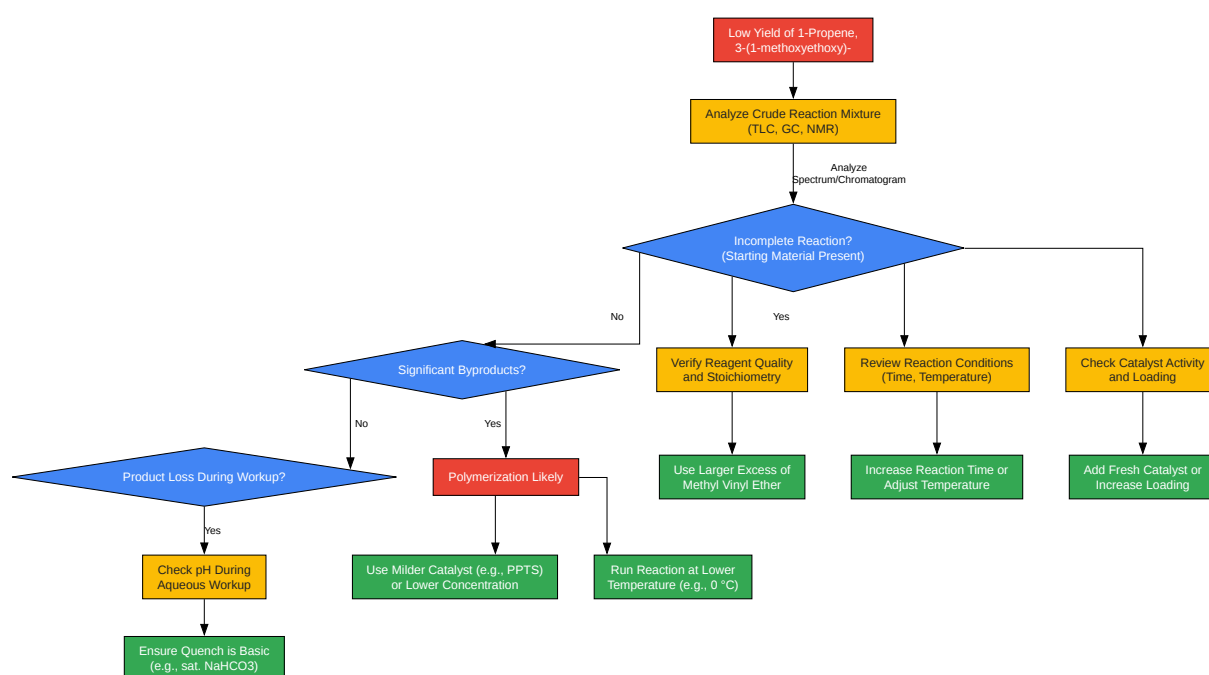 Low Yield of 1-Propene,
3-(1-methoxyethoxy)-
Analyze Crude Reaction Mixture
(TLC, GC, NMR)
Analyze
Spectrum/Chromatogram
Incomplete Reaction?
(Starting Material Present)
No
Yes
Significant Byproducts?
Verify Reagent Quality
and Stoichiometry
Review Reaction Conditions
(Time, Temperature)
Check Catalyst Activity
and Loading
No
Yes
Product Loss During Workup?
Polymerization Likely
Use Larger Excess of
Methyl Vinyl Ether
Increase Reaction Time or
Adjust Temperature
Add Fresh Catalyst or
Increase Loading
Yes
Check pH During
Aqueous Workup
Use Milder Catalyst (e.g., PPTS)
or Lower Concentration
Run Reaction at Lower
Temperature (e.g., 0 °C)
Ensure Quench is Basic
(e.g., sat. NaHCO3)